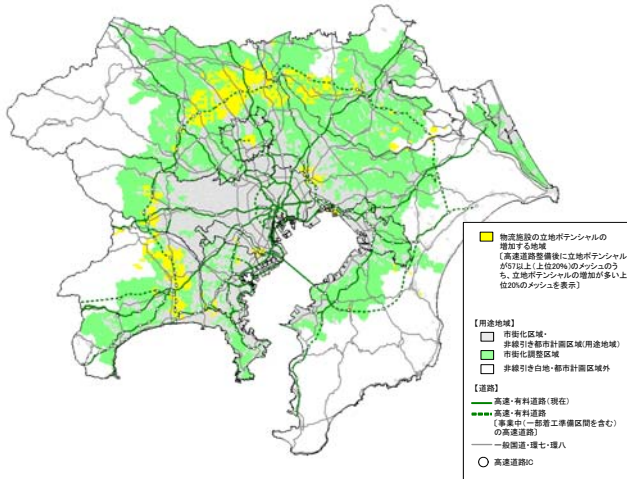 物流施設の立地ポテンシャルの
増加する地域
〔高速道路整備後に立地ポテンシャル
が57以上(上位20%)のメッシュのう
ち、立地ポテンシャルの増加が多い上
位20%のメッシュを表示〕
【用途地域】
市街化区域・
非線引き都市計画区域(用途地域)
市街化調整区域
非線引き白地・都市計画区域外
【道路】
高速・有料道路(現在)
高速・有料道路
〔事業中(一部着工準備区間を含む)
の高速道路〕
一般国道・環七・環八
高速道路IC